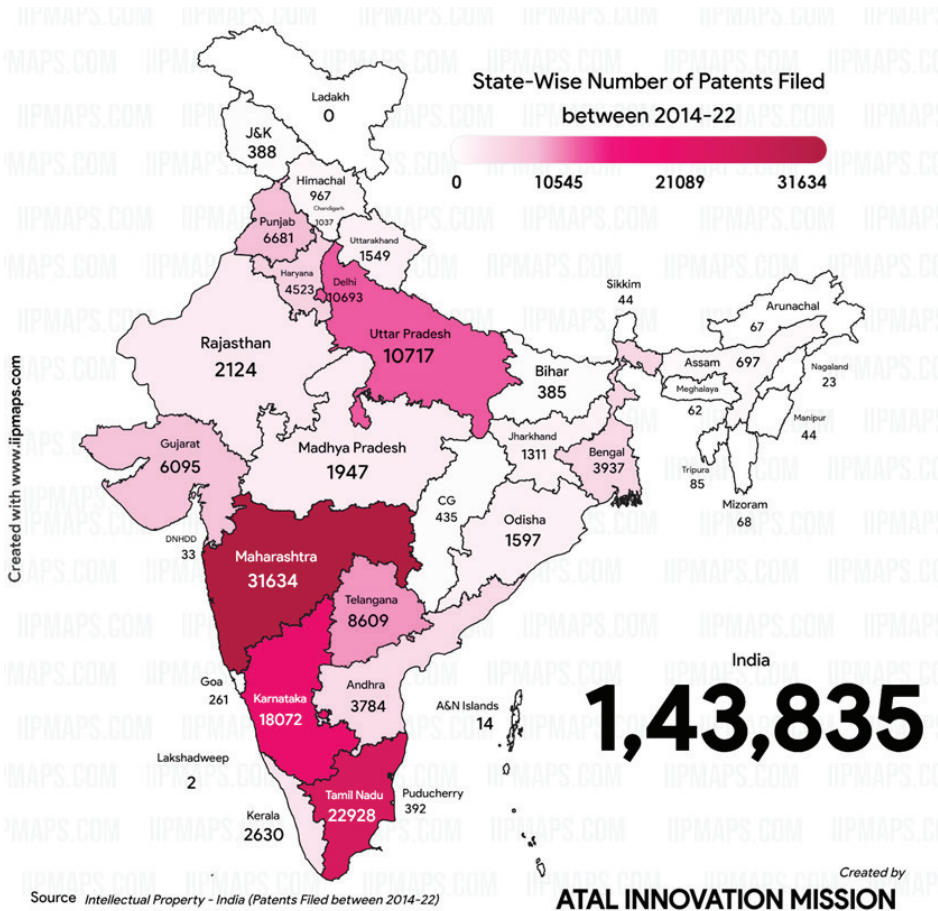 State-Wise Number of Patents Filed
between 2014-22
0 10545 21089 31634
Ladakh
0
J&K
388
Himachal
967
Chandigarh
1037
Punjab
6681
Uttarakhand
1549
Haryana
4523
Delhi
10693
Uttar Pradesh
10717
Rajasthan
2124
Bihar
385
Sikkim
44
Arunachal
67
Assam 697
Nagaland
23
Meghalaya
62
Manipur
44
Tripura
85
Mizoram
68
Gujarat
6095
Madhya Pradesh
1947
Jharkhand
1311
Bengal
3937
CG
435
Odisha
1597
DNHDD
33
Maharashtra
31634
Telangana
8609
Goa
261
Karnataka
18072
Andhra
3784
A&N Islands
14
Lakshadweep
2
Kerala
2630
Tamil Nadu
22928
Puducherry
392
India
1,43,835
Created with www.iipmaps.com
Source Intellectual Property - India (Patents Filed between 2014-22)
Created by
ATAL INNOVATION MISSION
IIPMAPS.COM